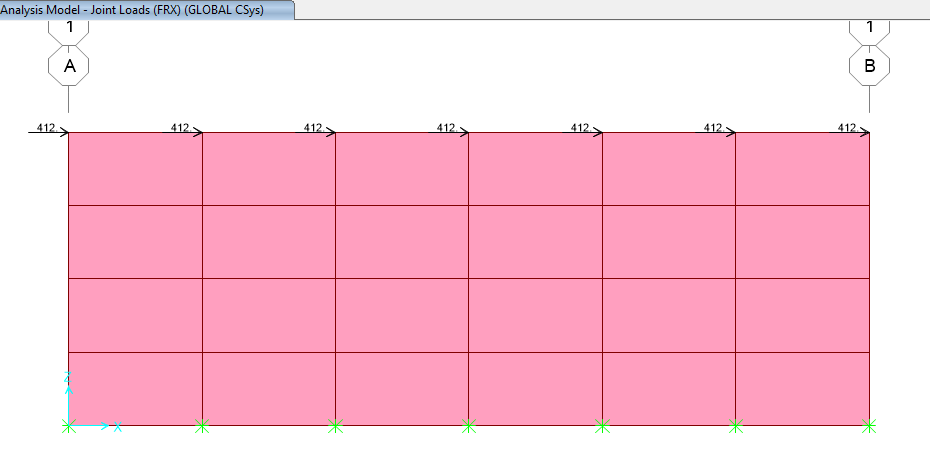 Analysis Model - Joint Loads (FRX) (GLOBAL CSys)
1 1
A B
412. 412. 412. 412. 412. 412. 412.
Z
X